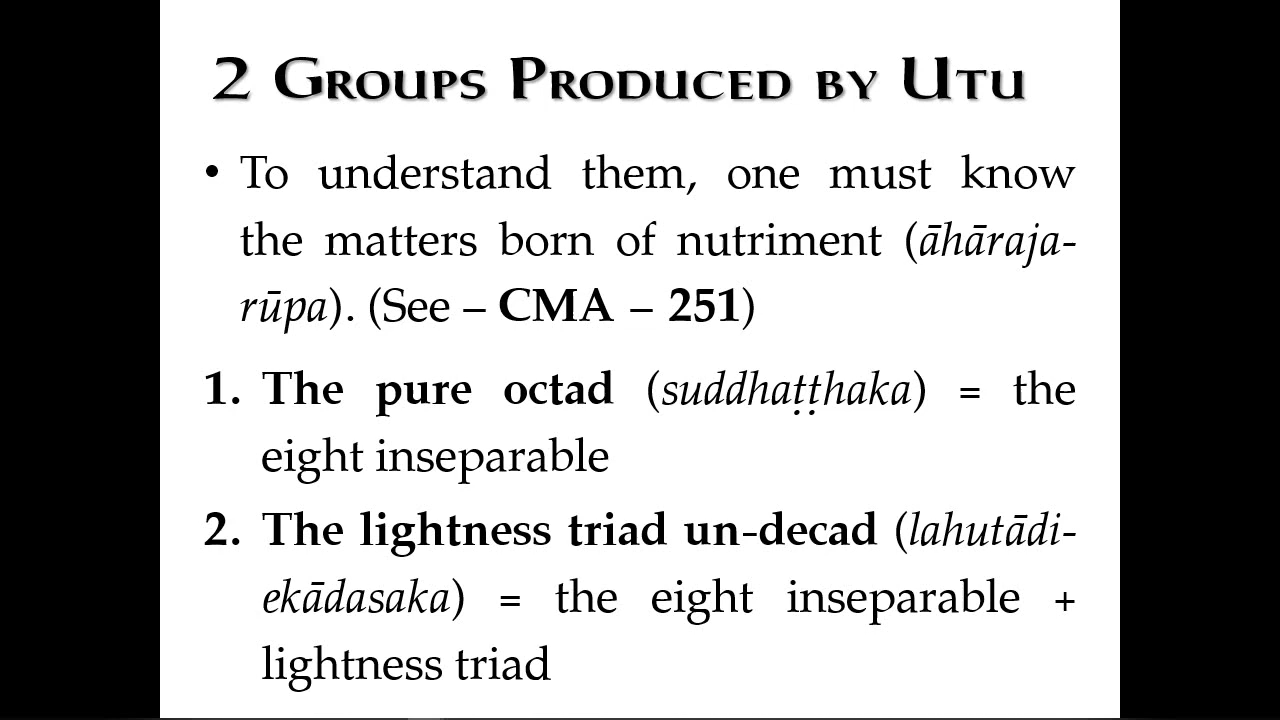 2 Groups Produced by Utu
• To understand them, one must know
the matters born of nutriment (āhāraja-
rūpa). (See – CMA – 251)
1. The pure octad (suddhaṭṭhaka) = the
eight inseparable
2. The lightness triad un-decad (lahutādi-
ekādasaka) = the eight inseparable +
lightness triad